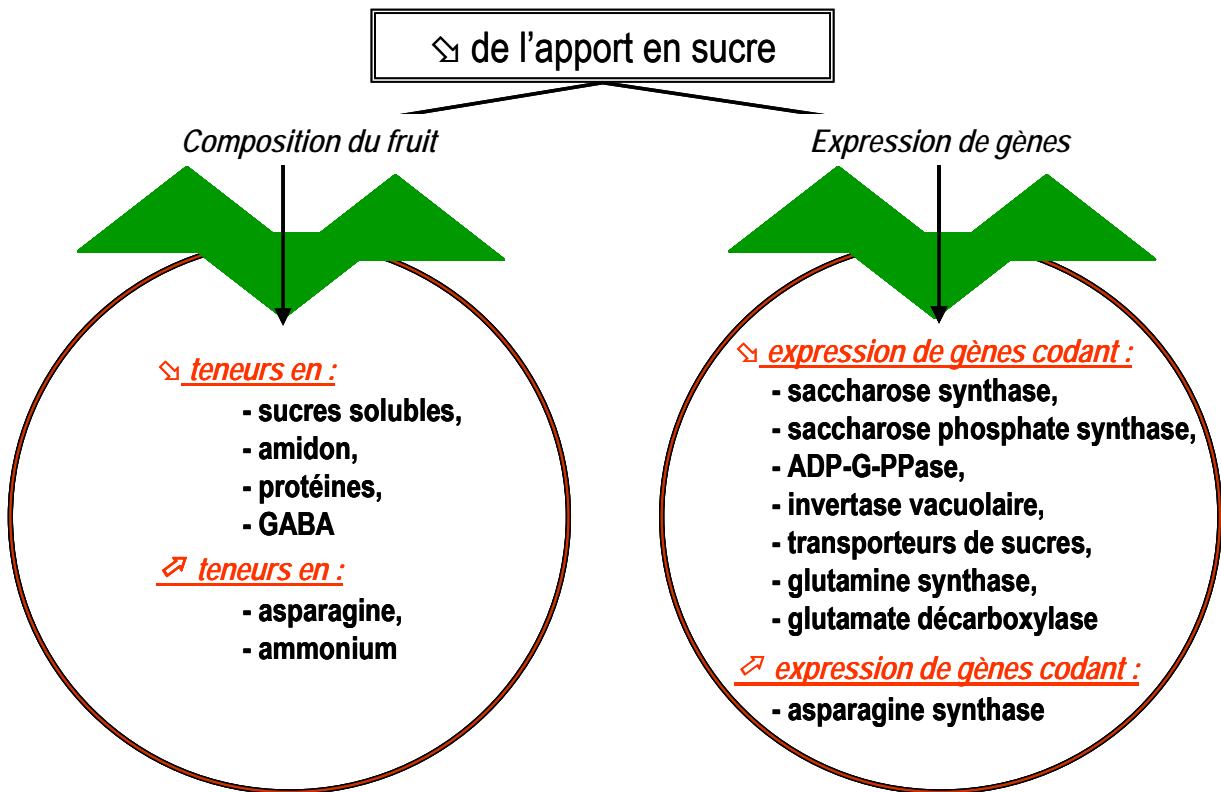 ⬂ de l’apport en sucre
Composition du fruit
⬂ teneurs en :
- sucres solubles,
- amidon,
- protéines,
- GABA
⬀ teneurs en :
- asparagine,
- ammonium
Expression de gènes
⬂ expression de gènes codant :
- saccharose synthase,
- saccharose phosphate synthase,
- ADP-G-PPase,
- invertase vacuolaire,
- transporteurs de sucres,
- glutamine synthase,
- glutamate décarboxylase
⬀ expression de gènes codant :
- asparagine synthase